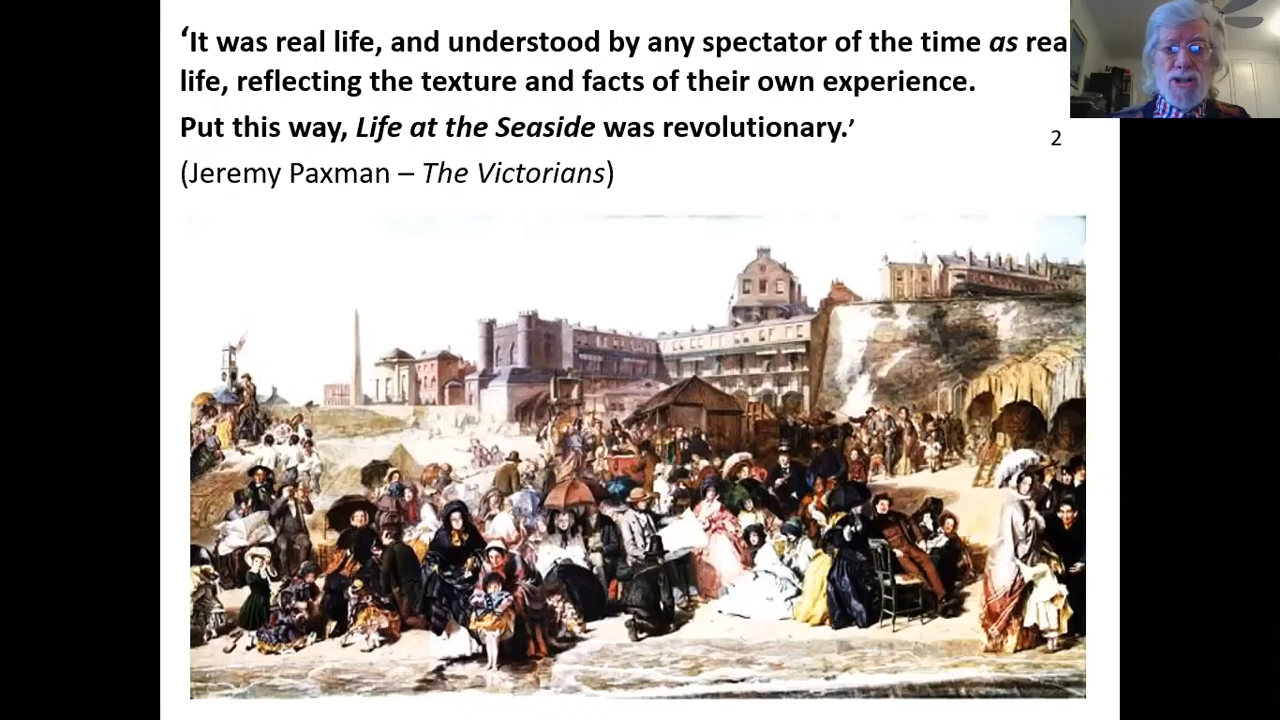 ‘It was real life, and understood by any spectator of the time as rea
life, reflecting the texture and facts of their own experience.
Put this way, Life at the Seaside was revolutionary.’
2
(Jeremy Paxman – The Victorians)